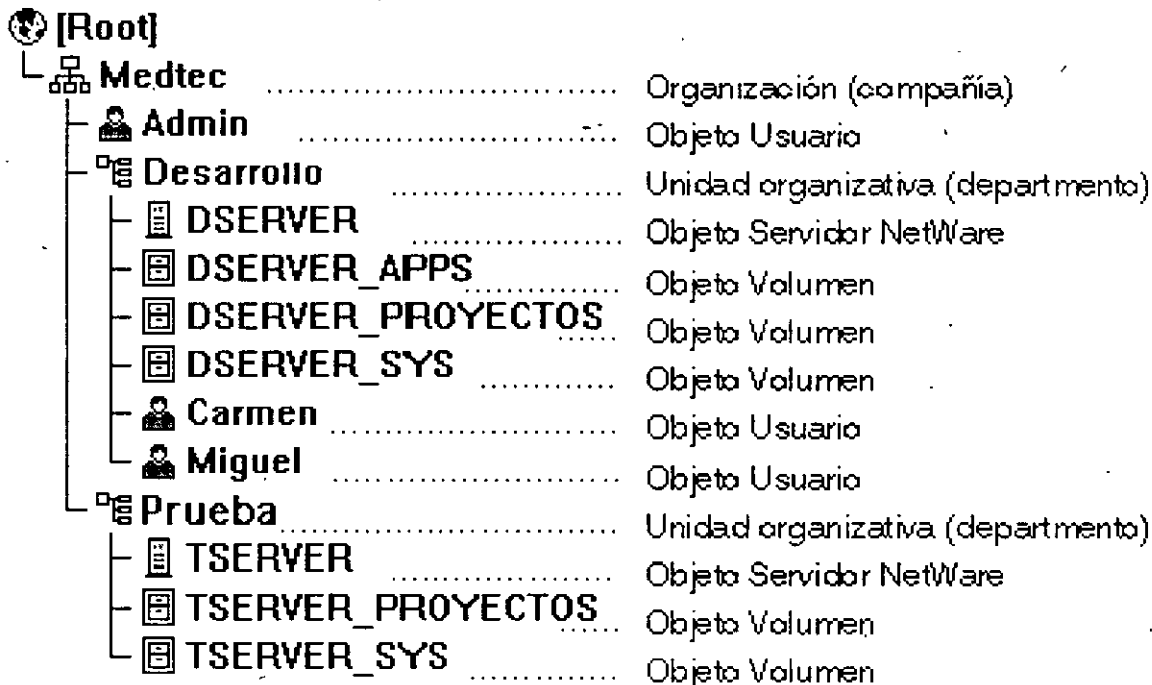 [Root]
Medtec ............................... Organización (compañía)
Admin ............................ Objeto Usuario
Desarrollo ................... Unidad organizativa (departmento)
DSERVER ................. Objeto Servidor NetWare
DSERVER_APPS ............. Objeto Volumen
DSERVER_PROYECTOS ...... Objeto Volumen
DSERVER_SYS ............ Objeto Volumen
Carmen ......................... Objeto Usuario
Miguel ......................... Objeto Usuario
Prueba ............................. Unidad organizativa (departmento)
TSERVER ................... Objeto Servidor NetWare
TSERVER_PROYECTOS ...... Objeto Volumen
TSERVER_SYS ............. Objeto Volumen